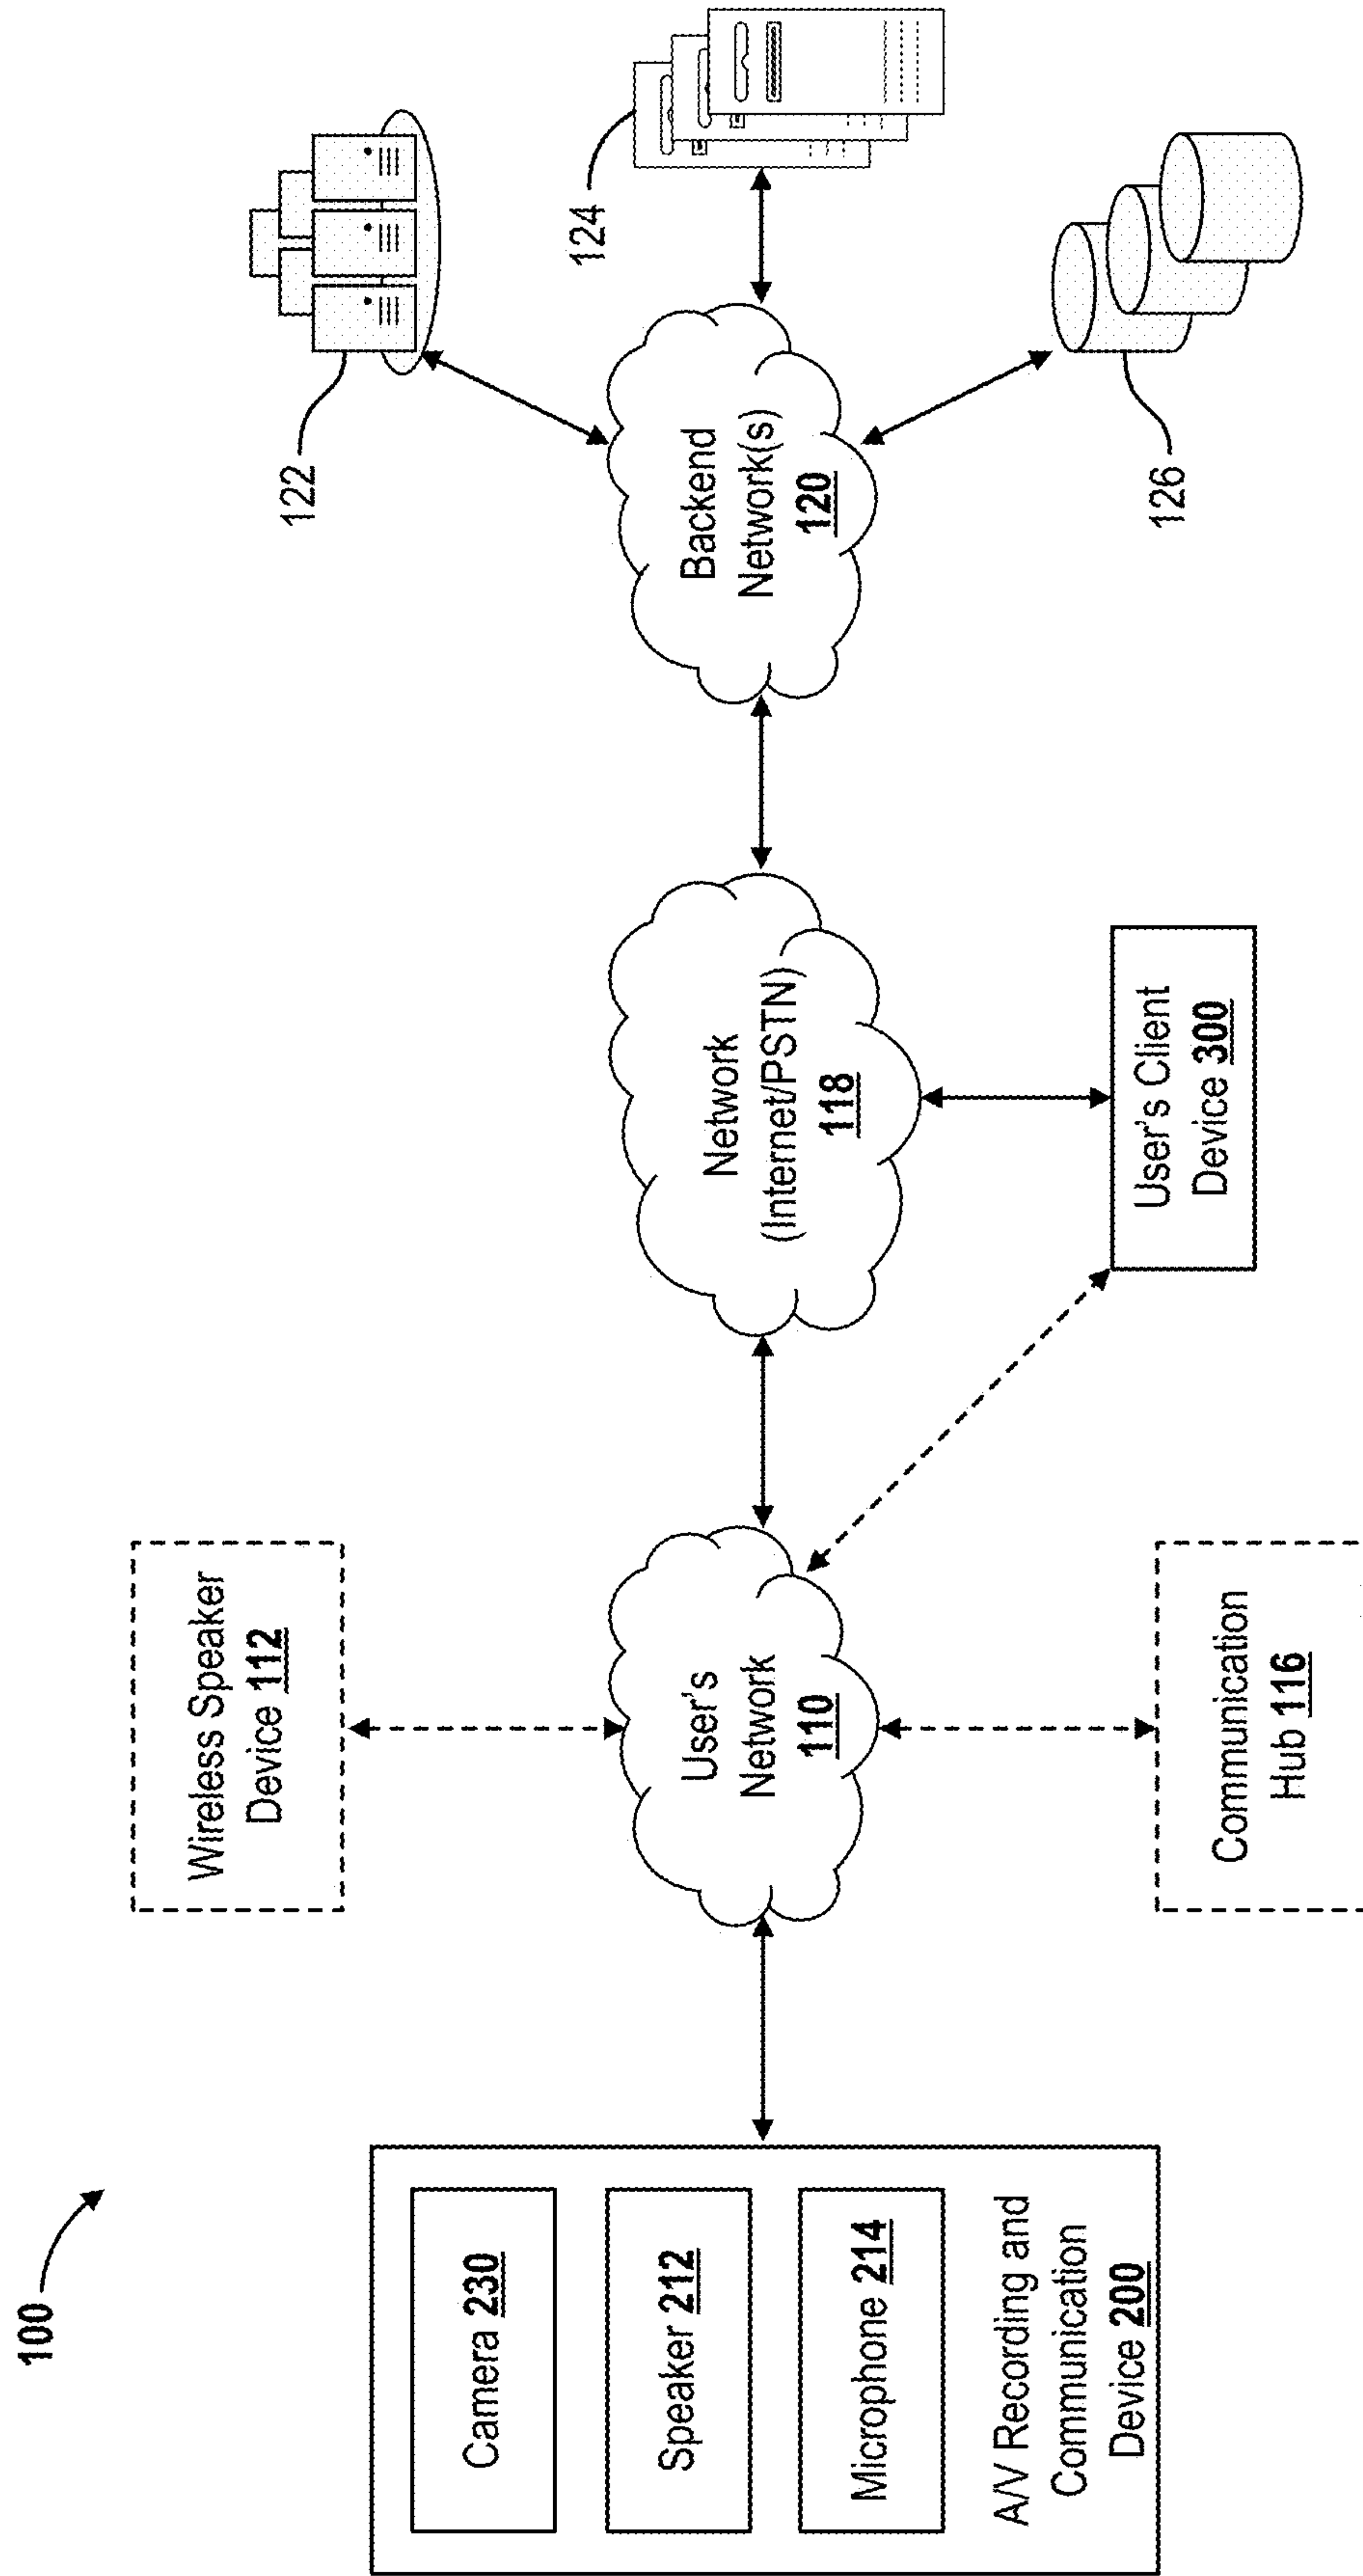 100
Camera 230
Speaker 212
Microphone 214
A/V Recording and
Communication
Device 200
Wireless Speaker
Device 112
User's
Network
110
Communication
Hub 116
Network
(Internet/PSTN)
118
User's Client
Device 300
Backend
Network(s)
120
122
124
126